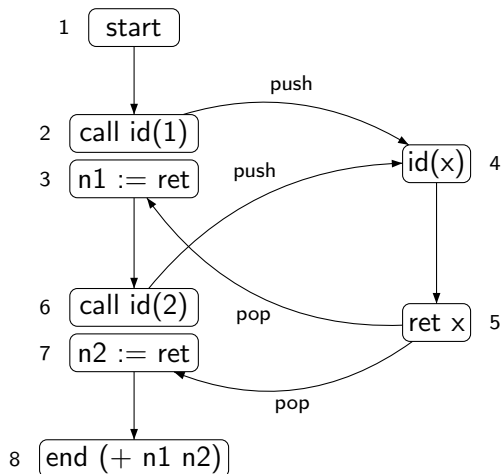 1 start
push
2 call id(1)
3 n1 := ret
push
id(x) 4
6 call id(2)
pop
ret x 5
7 n2 := ret
pop
8 end (+ n1 n2)